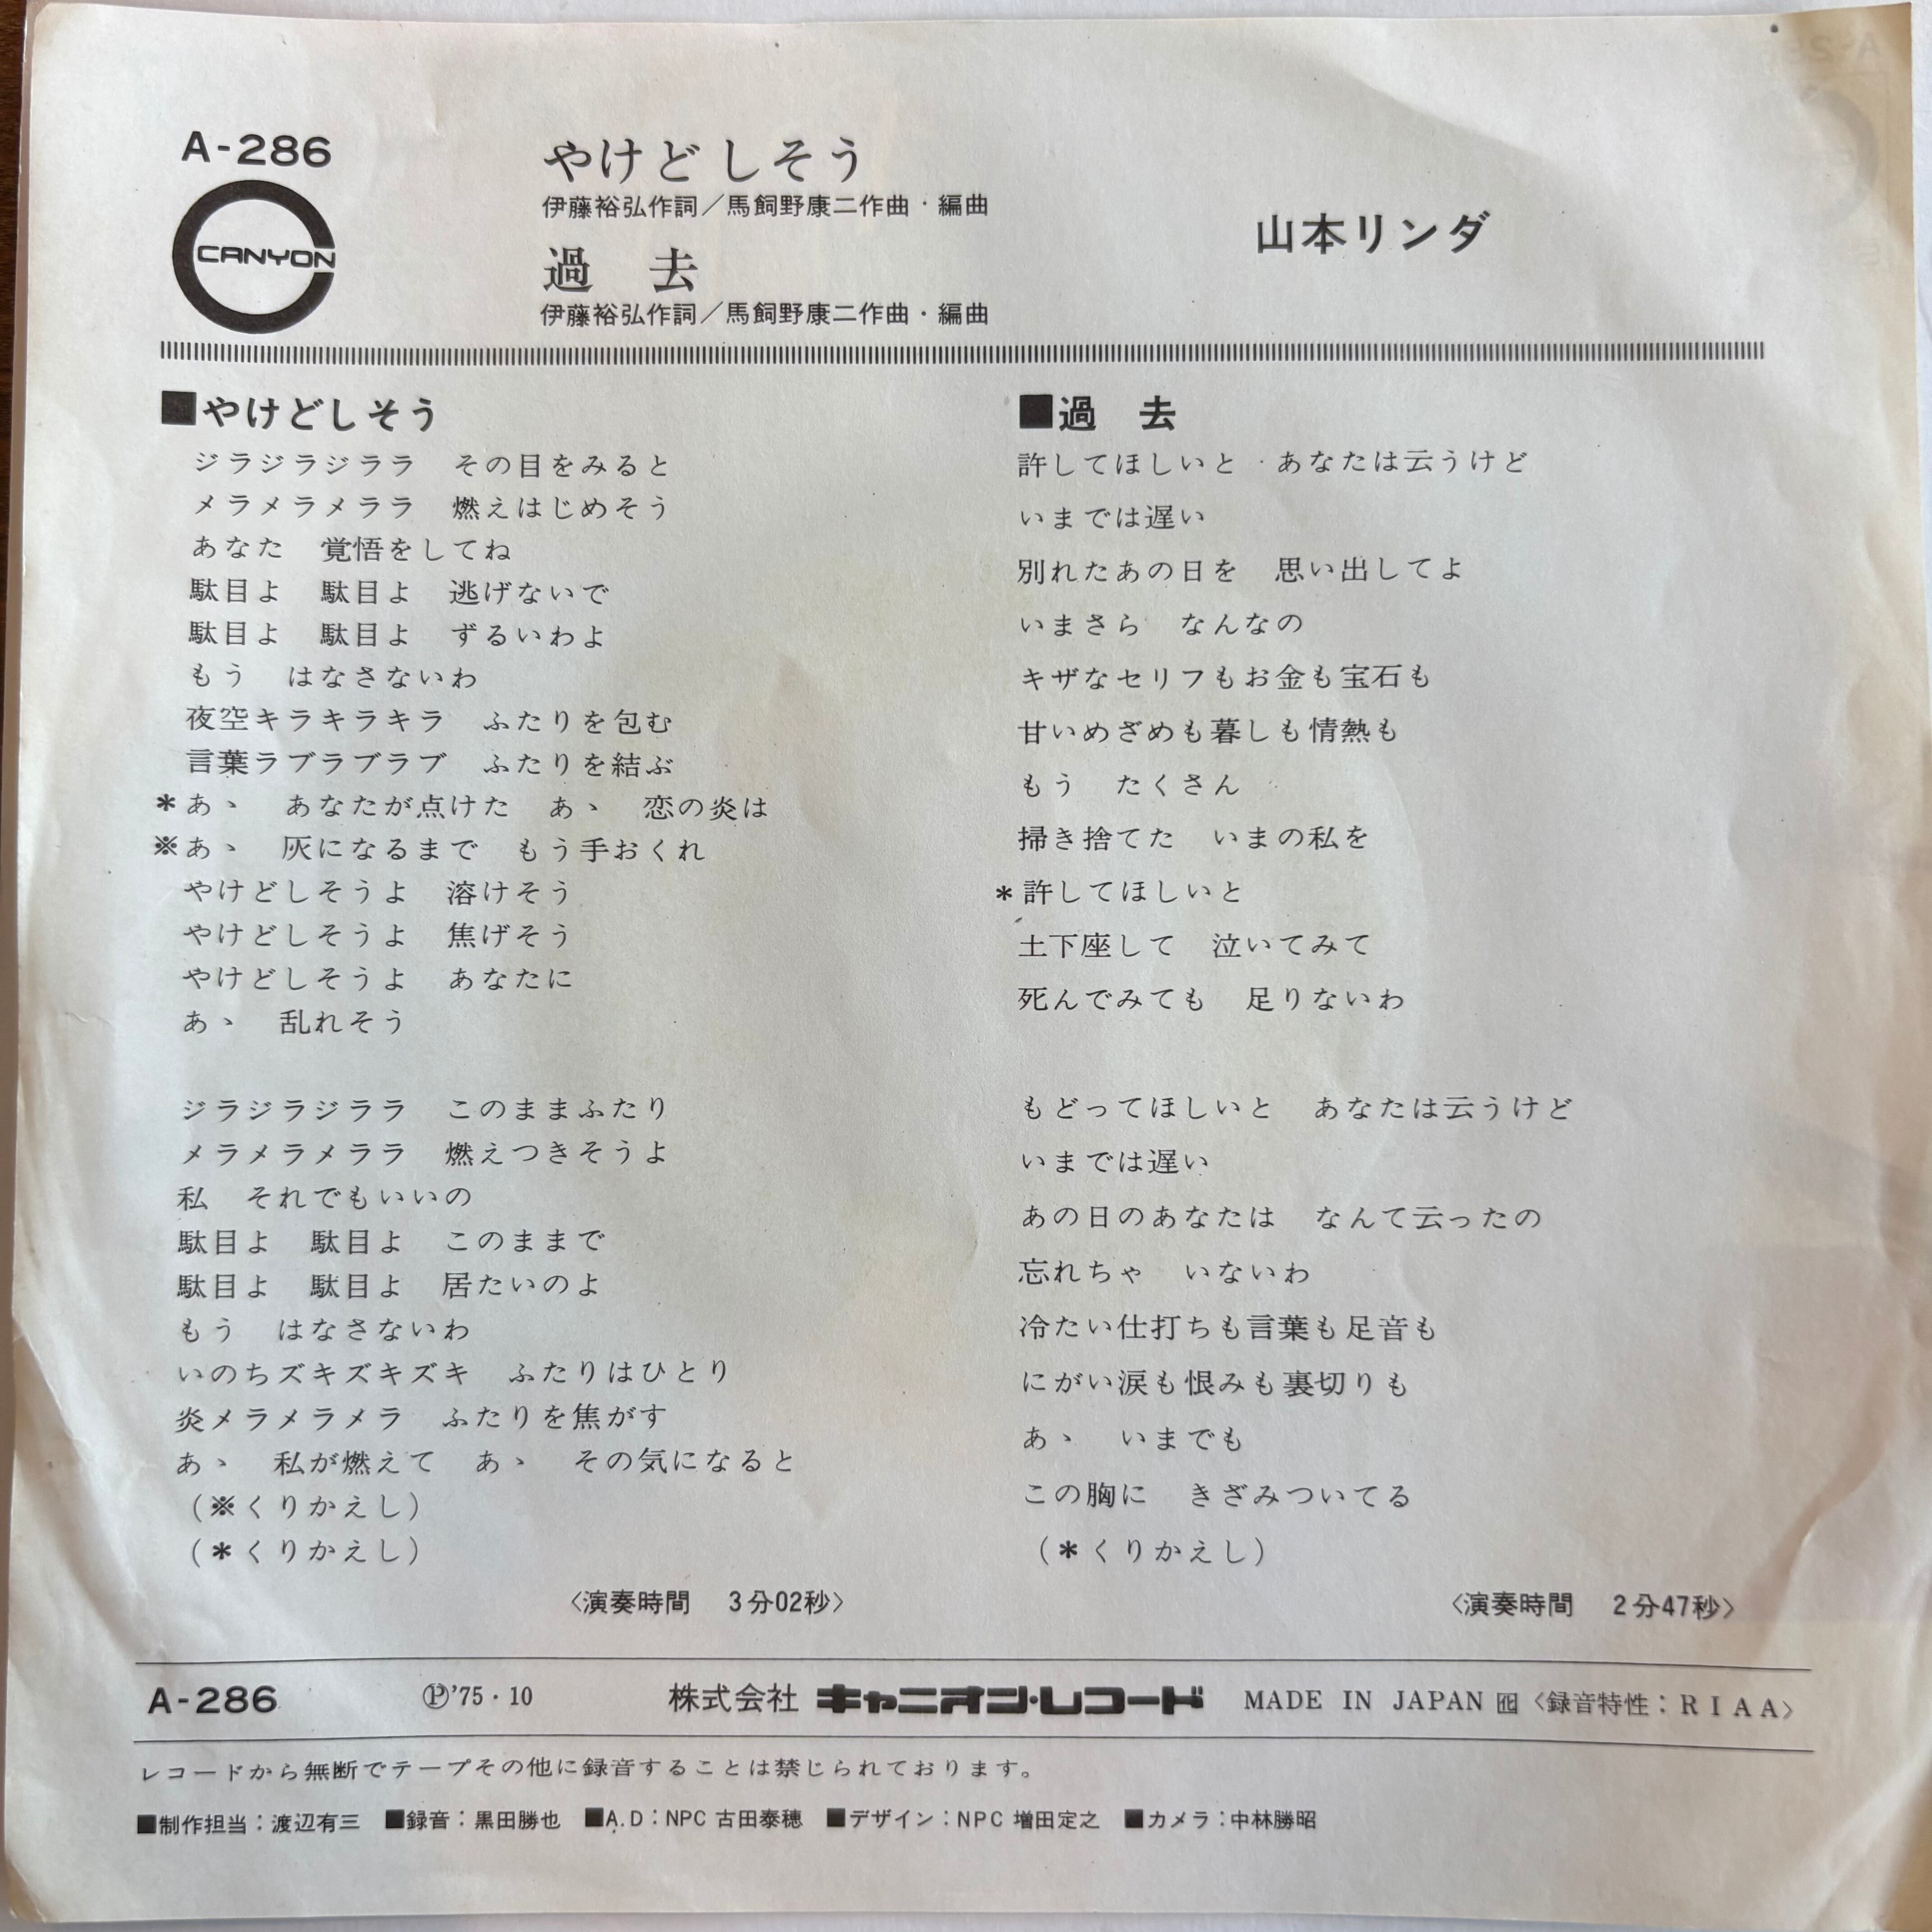 A-286
CANYON
やけどしそう
伊藤裕弘作詞／馬飼野康二作曲・編曲
過　去
伊藤裕弘作詞／馬飼野康二作曲・編曲
山本リンダ
■やけどしそう
ジラジラジララ　その目をみると
メラメラメララ　燃えはじめそう
あなた　覚悟をしてね
駄目よ　駄目よ　逃げないで
駄目よ　駄目よ　ずるいわよ
もう　はなさないわ
夜空キラキラキラ　ふたりを包む
言葉ラブラブラブ　ふたりを結ぶ
＊あゝ　あなたが点けた　あゝ　恋の炎は
※あゝ　灰になるまで　もう手おくれ
やけどしそうよ　溶けそう
やけどしそうよ　焦げそう
やけどしそうよ　あなたに
あゝ　乱れそう
ジラジラジララ　このままふたり
メラメラメララ　燃えつきそうよ
私　それでもいいの
駄目よ　駄目よ　このままで
駄目よ　駄目よ　居たいのよ
もう　はなさないわ
いのちズキズキズキ　ふたりはひとり
炎メラメラメラ　ふたりを焦がす
あゝ　私が燃えて　あゝ　その気になると
（※くりかえし）
（＊くりかえし）
〈演奏時間　3分02秒〉
■過　去
許してほしいと　あなたは云うけど
いまでは遅い
別れたあの日を　思い出してよ
いまさら　なんなの
キザなセリフもお金も宝石も
甘いめざめも暮しも情熱も
もう　たくさん
掃き捨てた　いまの私を
＊許してほしいと
土下座して　泣いてみて
死んでみても　足りないわ
もどってほしいと　あなたは云うけど
いまでは遅い
あの日のあなたは　なんて云ったの
忘れちゃ　いないわ
冷たい仕打ちも言葉も足音も
にがい涙も恨みも裏切りも
あゝ　いまでも
この胸に　きざみついてる
（＊くりかえし）
〈演奏時間　2分47秒〉
A-286　Ⓟ'75・10　株式会社 キャニオン・レコード　MADE IN JAPAN 〈録音特性：RIAA〉
レコードから無断でテープその他に録音することは禁じられております。
■制作担当：渡辺有三　■録音：黒田勝也　■A.D：NPC 古田泰穂　■デザイン：NPC 増田定之　■カメラ：中林勝昭